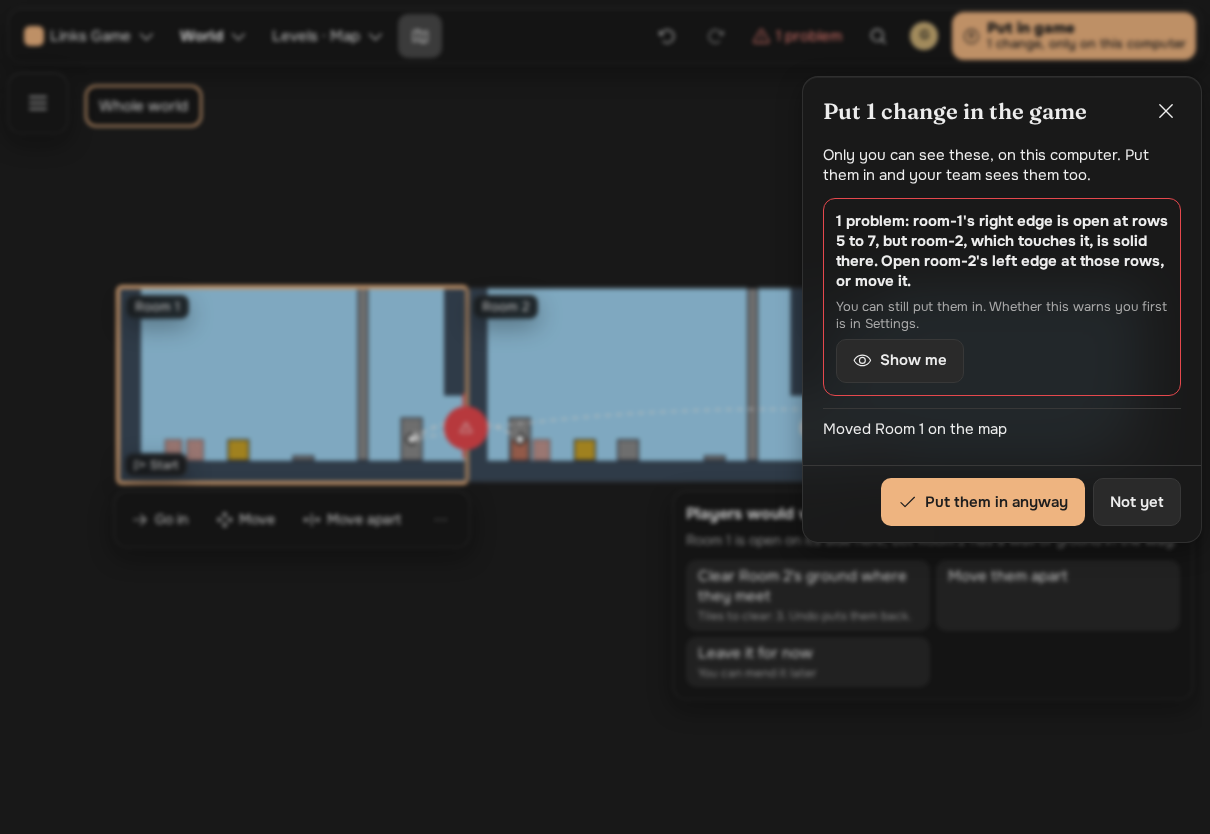 Links Game
World
Levels · Map
1 problem
Put in game
1 change, only on this computer
Whole world
Put 1 change in the game
Only you can see these, on this computer. Put
them in and your team sees them too.
1 problem: room-1's right edge is open at rows
5 to 7, but room-2, which touches it, is solid
there. Open room-2's left edge at those rows,
or move it.
You can still put them in. Whether this warns you first
is in Settings.
Show me
Moved Room 1 on the map
Put them in anyway
Not yet
Room 1
Room 2
Start
Go in
Move
Move apart
Players would
Room 1 is open on
Clear Room 2's ground where
they meet
Tiles to clear: 3. Undo puts them back.
Move them apart
Leave it for now
You can mend it later